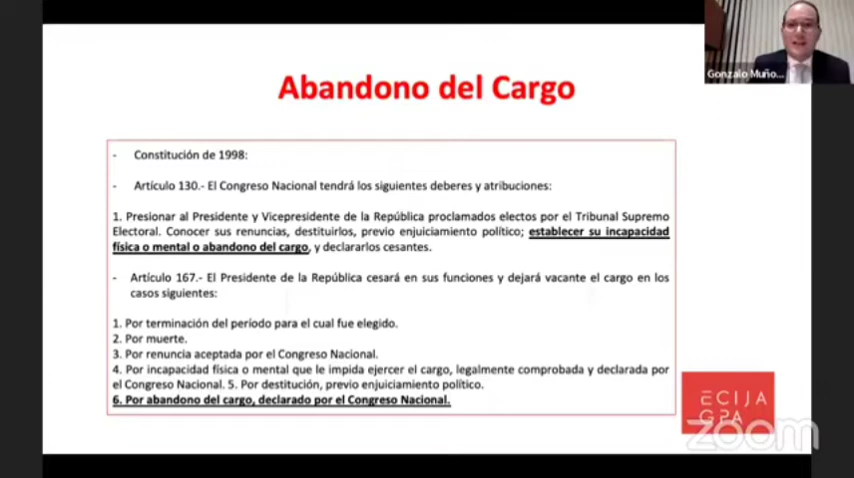 Abandono del Cargo
Gonzalo Muño...
- Constitución de 1998:
- Artículo 130.- El Congreso Nacional tendrá los siguientes deberes y atribuciones:
1. Presionar al Presidente y Vicepresidente de la República proclamados electos por el Tribunal Supremo
Electoral. Conocer sus renuncias, destituirlos, previo enjuiciamiento político; establecer su incapacidad
física o mental o abandono del cargo, y declararlos cesantes.
- Artículo 167.- El Presidente de la República cesará en sus funciones y dejará vacante el cargo en los
casos siguientes:
1. Por terminación del período para el cual fue elegido.
2. Por muerte.
3. Por renuncia aceptada por el Congreso Nacional.
4. Por incapacidad física o mental que le impida ejercer el cargo, legalmente comprobada y declarada por
el Congreso Nacional. 5. Por destitución, previo enjuiciamiento político.
6. Por abandono del cargo, declarado por el Congreso Nacional.
ECIJA
GPA
zoom